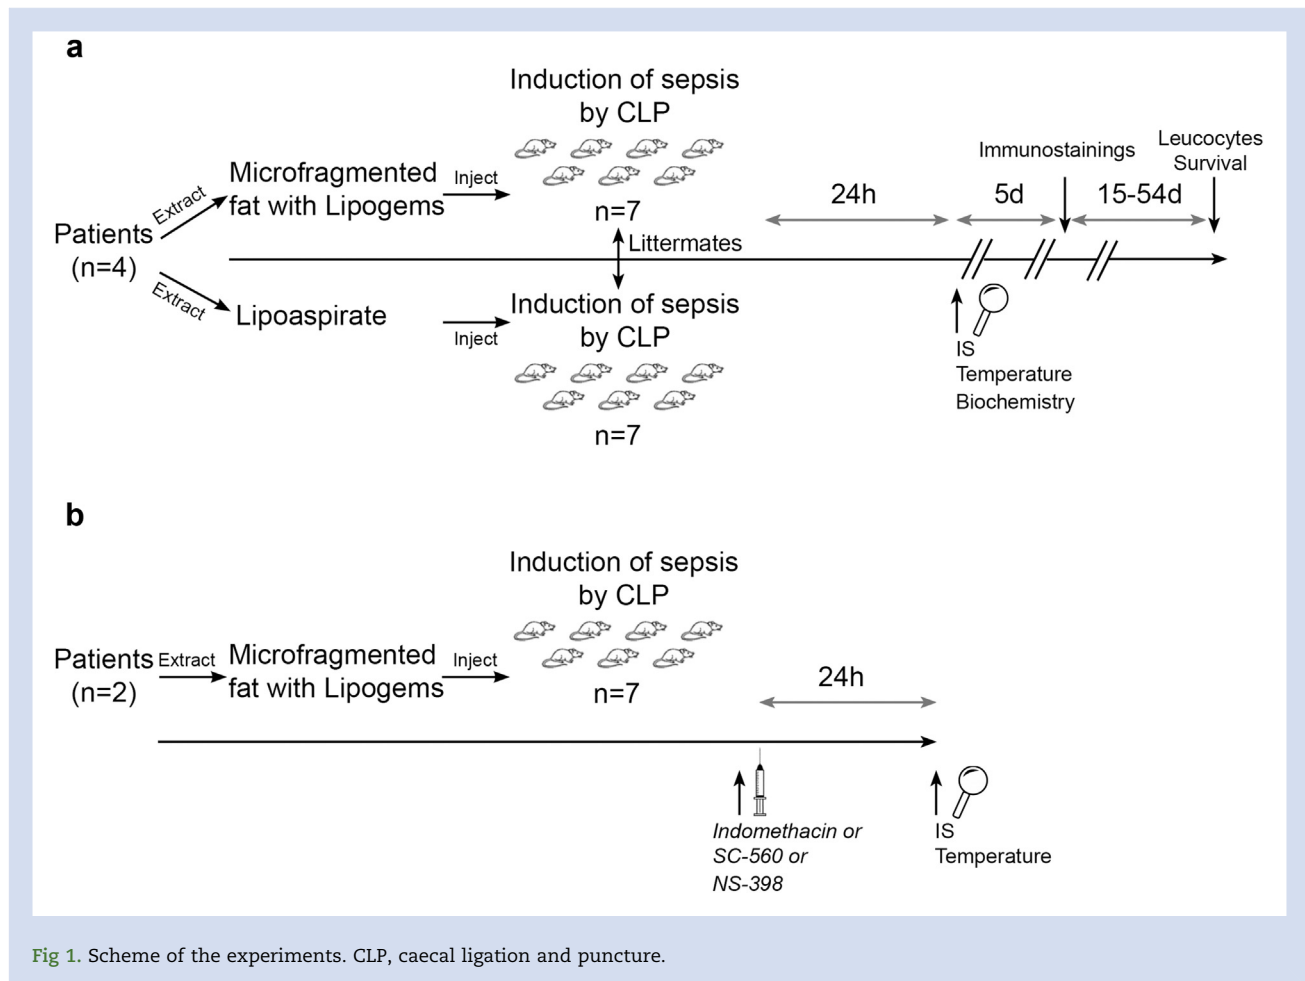 a
Induction of sepsis
by CLP
n=7
Microfragmented
fat with Lipogems
Inject
Extract
Patients
(n=4)
Extract
Lipoaspirate
Inject
Littermates
Induction of sepsis
by CLP
n=7
24h
5d
Immunostainings
15-54d
Leucocytes
Survival
IS
Temperature
Biochemistry
b
Induction of sepsis
by CLP
n=7
Patients
(n=2)
Extract
Microfragmented
fat with Lipogems
Inject
24h
Indomethacin or
SC-560 or
NS-398
IS
Temperature
Fig 1. Scheme of the experiments. CLP, caecal ligation and puncture.